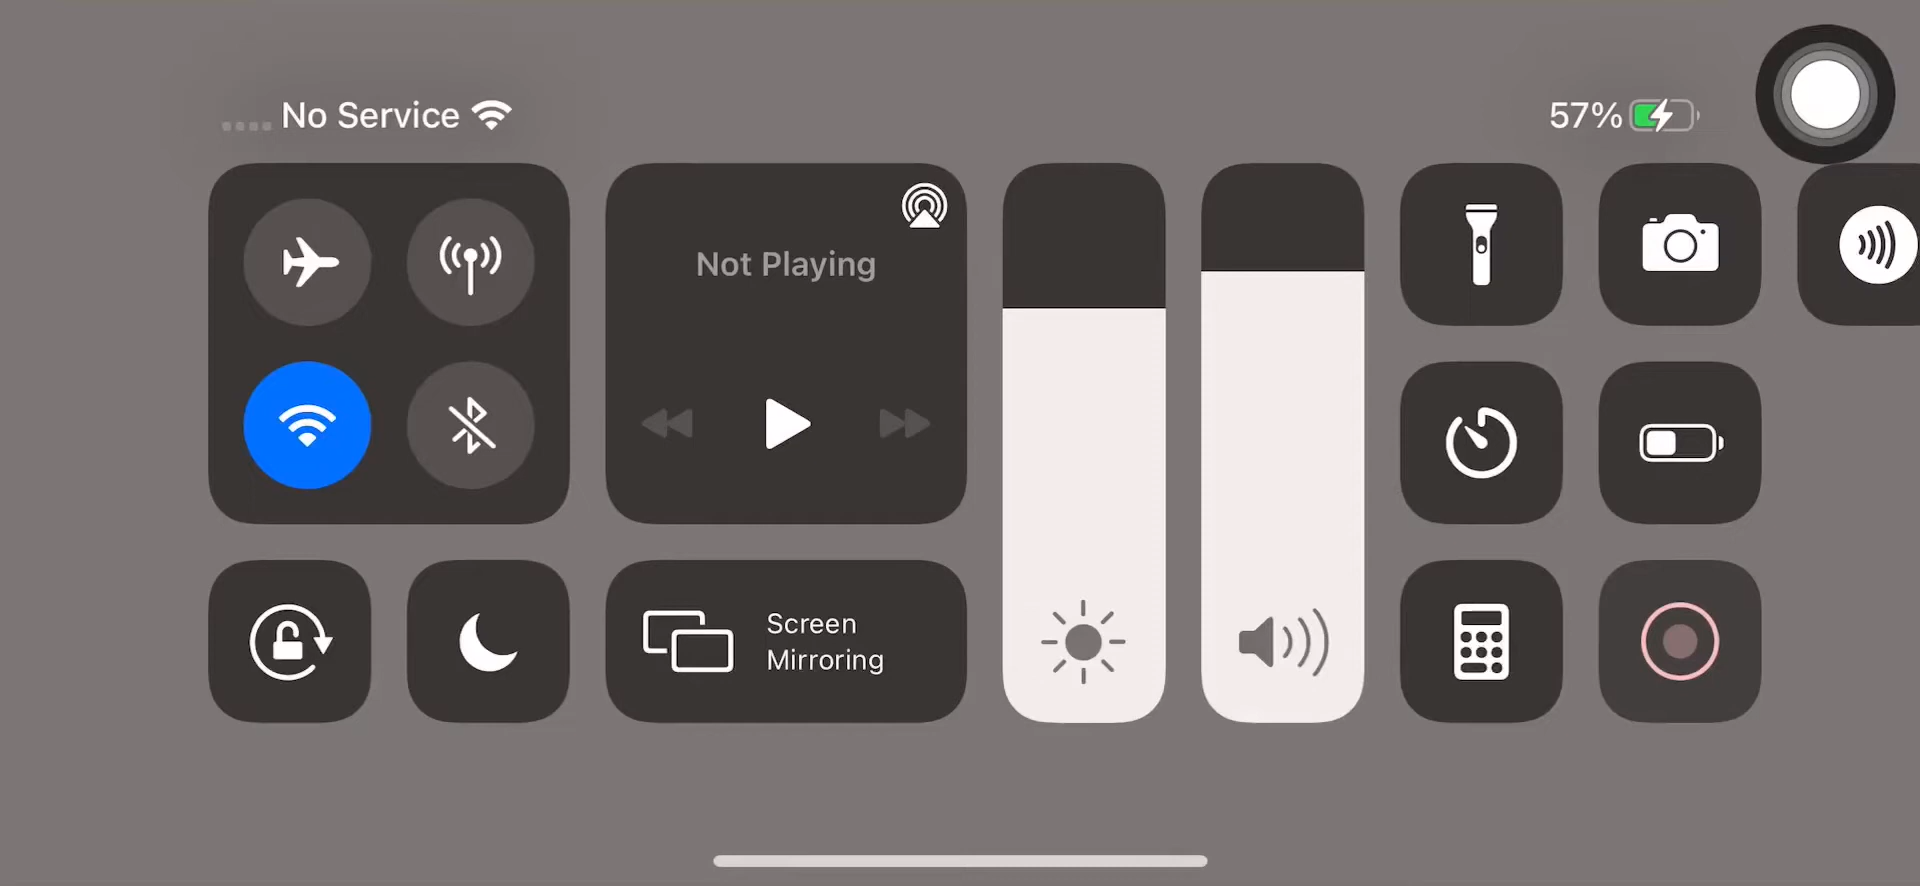 No Service
57%
Not Playing
Screen
Mirroring